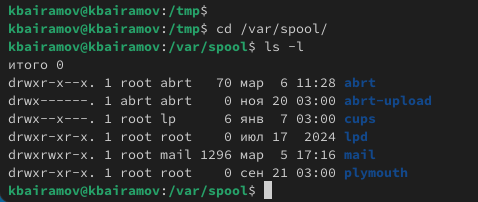 kbairamov@kbairamov:/tmp$
kbairamov@kbairamov:/tmp$ cd /var/spool/
kbairamov@kbairamov:/var/spool$ ls -l
итого 0
drwxr-x--x. 1 root abrt   70 мар  6 11:28 abrt
drwx------. 1 abrt abrt    0 ноя 20 03:00 abrt-upload
drwx--x---. 1 root lp      6 янв  7 03:00 cups
drwxr-xr-x. 1 root root    0 июл 17  2024 lpd
drwxrwxr-x. 1 root mail 1296 мар  5 17:16 mail
drwxr-xr-x. 1 root root    0 сен 21 03:00 plymouth
kbairamov@kbairamov:/var/spool$